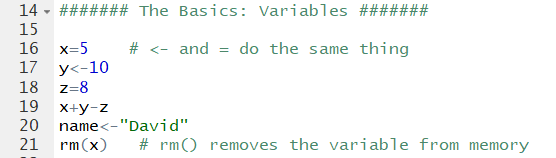 14 ####### The Basics: Variables #######
15
16 x=5    # <- and = do the same thing
17 y<-10
18 z=8
19 x+y-z
20 name<-"David"
21 rm(x)   # rm() removes the variable from memory